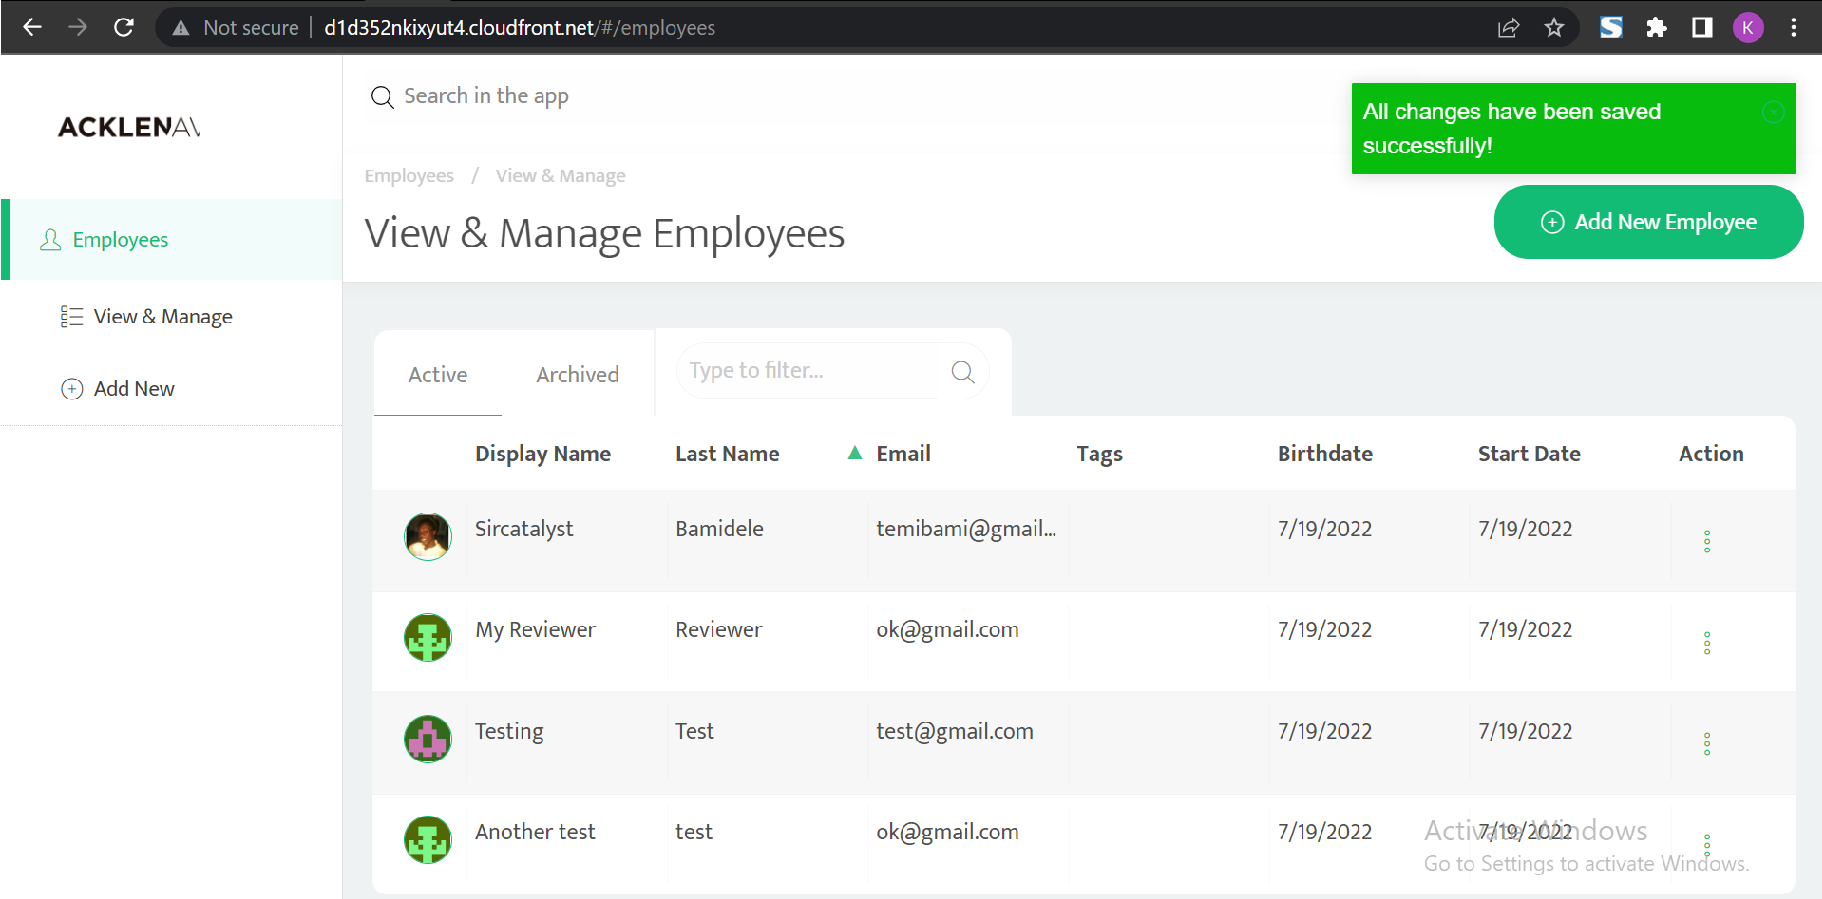 Not secure d1d352nkixyut4.cloudfront.net/#/employees
K
ACKLENAV
Search in the app
All changes have been saved
successfully!
Employees / View & Manage
View & Manage Employees
Add New Employee
Employees
View & Manage
Add New
Active Archived Type to filter...
Display Name Last Name Email Tags Birthdate Start Date Action
Sircatalyst Bamidele temibami@gmail... 7/19/2022 7/19/2022
My Reviewer Reviewer ok@gmail.com 7/19/2022 7/19/2022
Testing Test test@gmail.com 7/19/2022 7/19/2022
Another test test ok@gmail.com 7/19/2022 7/19/2022
Activate Windows
Go to Settings to activate Windows.